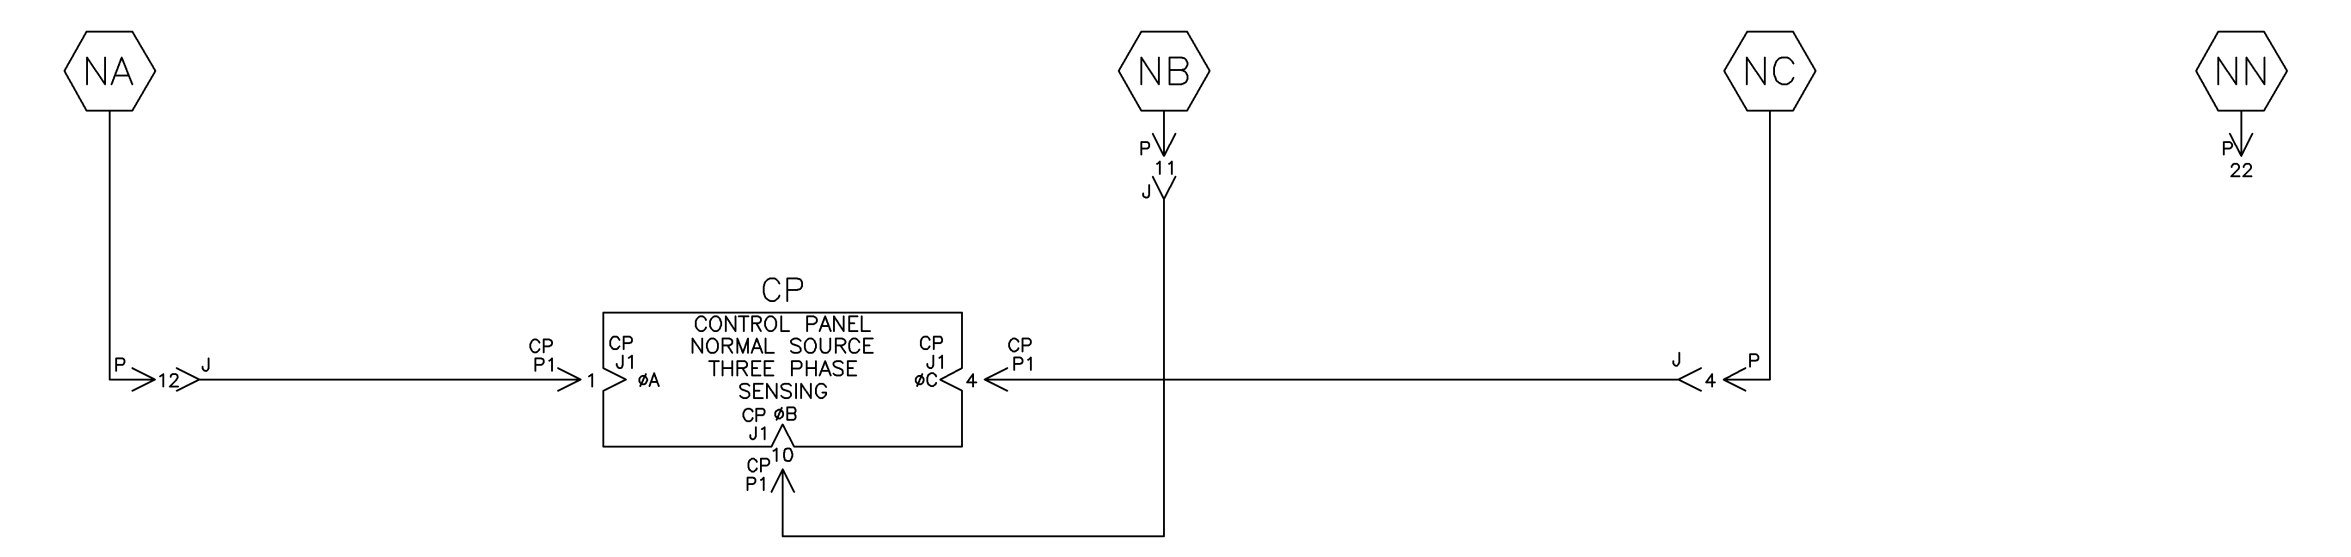 NA
NB
NC
NN
P
11
J
P
22
CP
CONTROL PANEL
NORMAL SOURCE
THREE PHASE
SENSING
P
12
J
CP
P1
1
CP
J1
øA
CP
J1
øC
4
CP
P1
J
4
P
CP
J1
øB
10
CP
P1